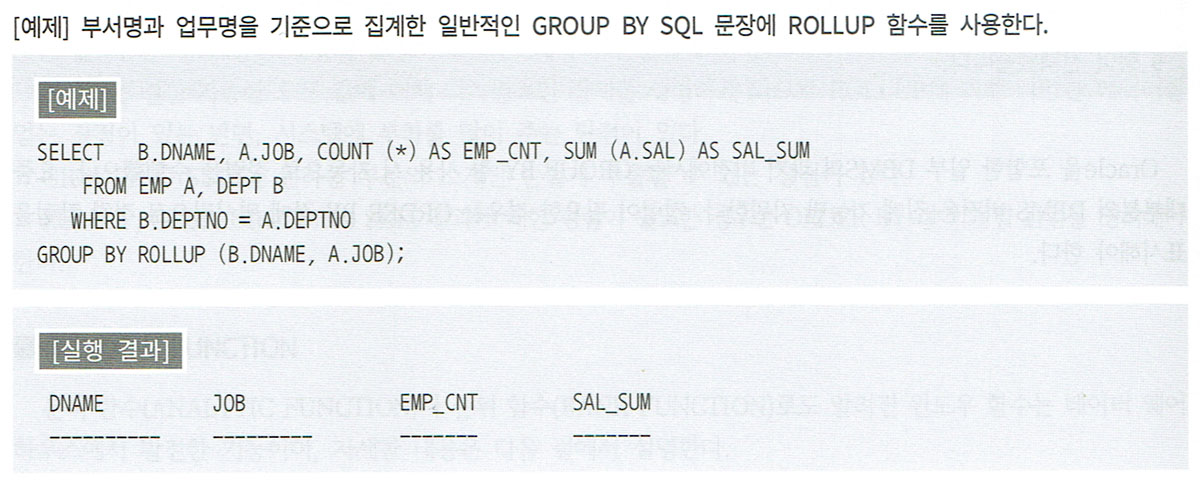 [예제] 부서명과 업무명을 기준으로 집계한 일반적인 GROUP BY SQL 문장에 ROLLUP 함수를 사용한다.
[예제]
SELECT B.DNAME, A.JOB, COUNT (*) AS EMP_CNT, SUM (A.SAL) AS SAL_SUM
FROM EMP A, DEPT B
WHERE B.DEPTNO = A.DEPTNO
GROUP BY ROLLUP (B.DNAME, A.JOB);
[실행 결과]
DNAME JOB EMP_CNT SAL_SUM